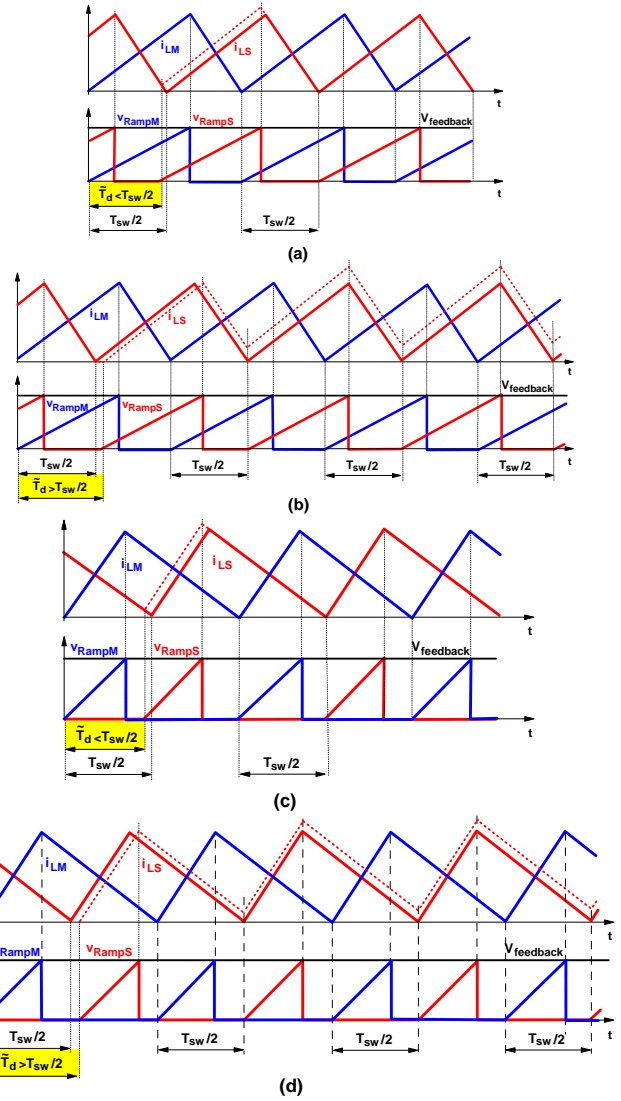 iLM iLS
t
vRampM vRampS Vfeedback
t
T̃d<Tsw/2
Tsw/2 Tsw/2
(a)
iLM iLS
t
vRampM vRampS Vfeedback
t
Tsw/2 Tsw/2 Tsw/2 Tsw/2
T̃d>Tsw/2
(b)
iLM iLS
t
vRampM vRampS Vfeedback
t
T̃d<Tsw/2
Tsw/2 Tsw/2
(c)
iLM iLS
t
RampM vRampS Vfeedback
t
Tsw/2 Tsw/2 Tsw/2 Tsw/2
T̃d>Tsw/2
(d)